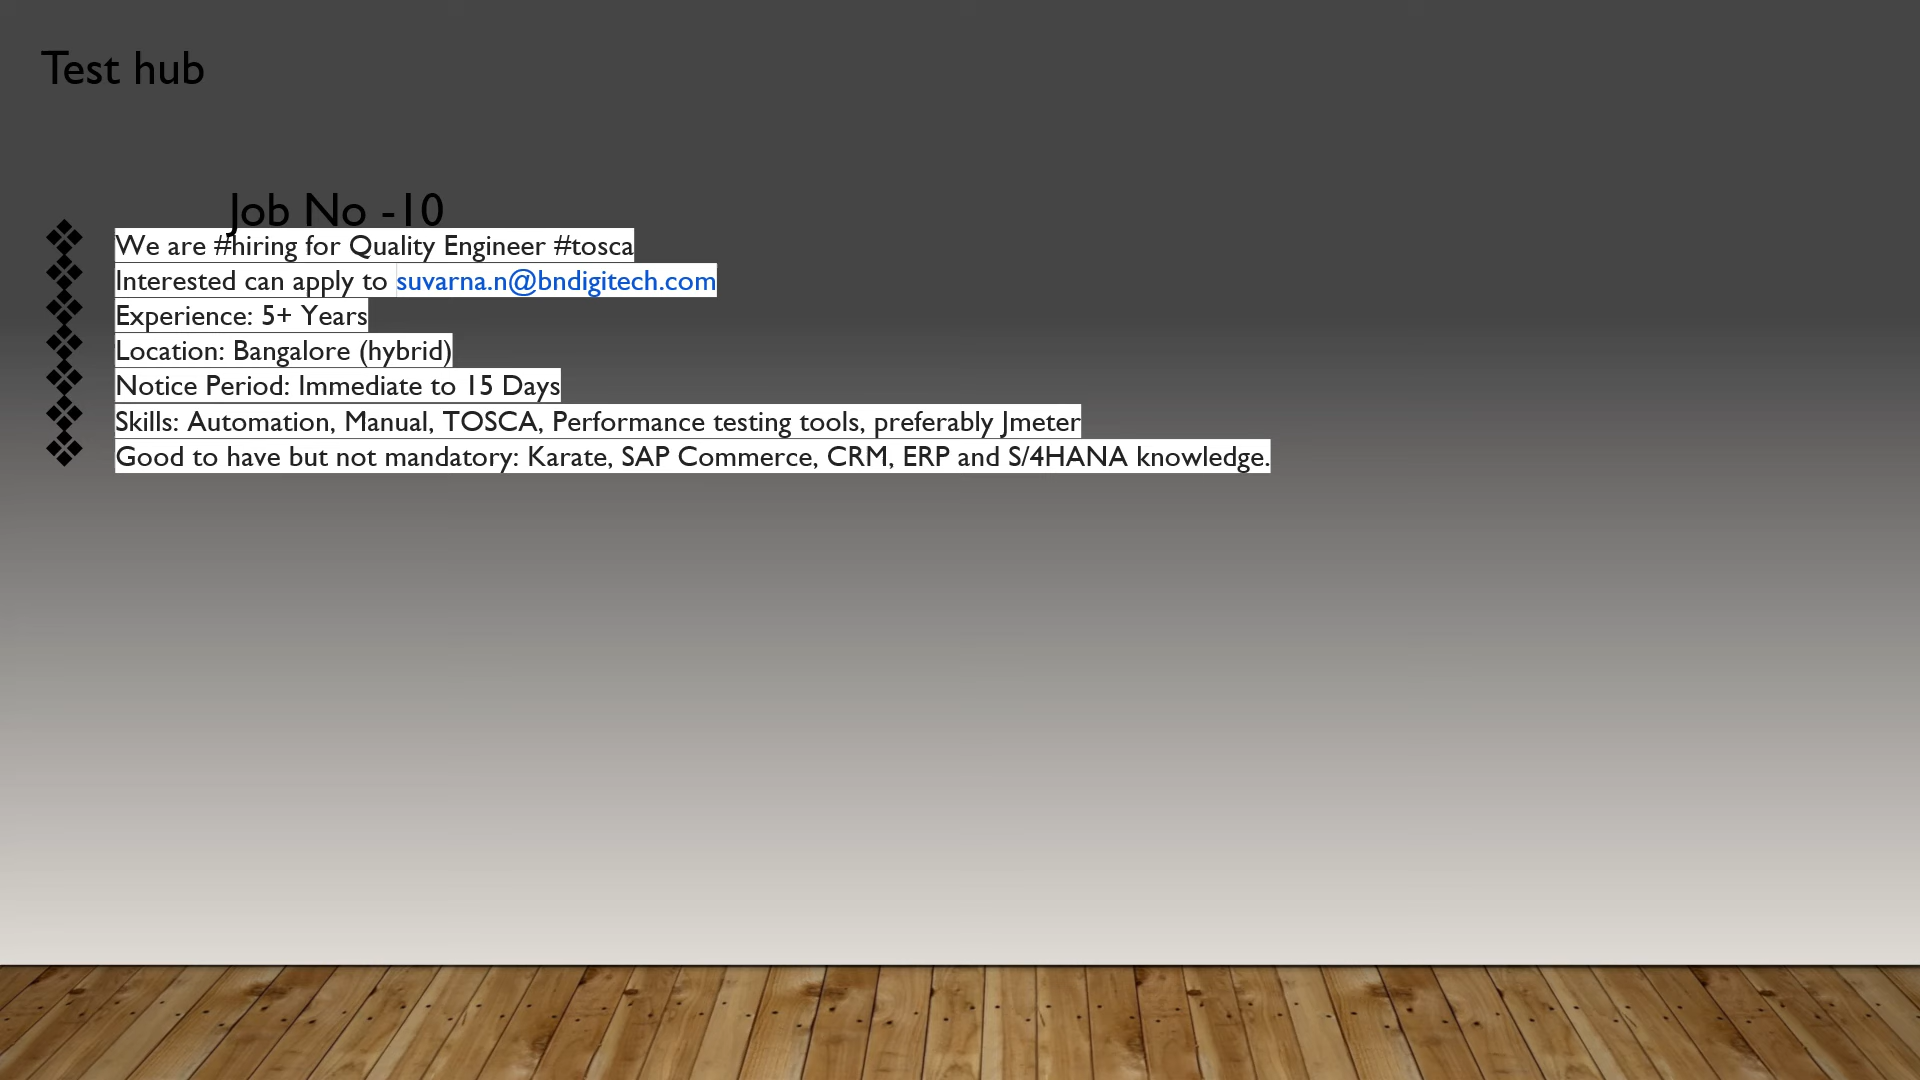 Test hub
Job No -10
We are #hiring for Quality Engineer #tosca
Interested can apply to suvarna.n@bndigitech.com
Experience: 5+ Years
Location: Bangalore (hybrid)
Notice Period: Immediate to 15 Days
Skills: Automation, Manual, TOSCA, Performance testing tools, preferably Jmeter
Good to have but not mandatory: Karate, SAP Commerce, CRM, ERP and S/4HANA knowledge.